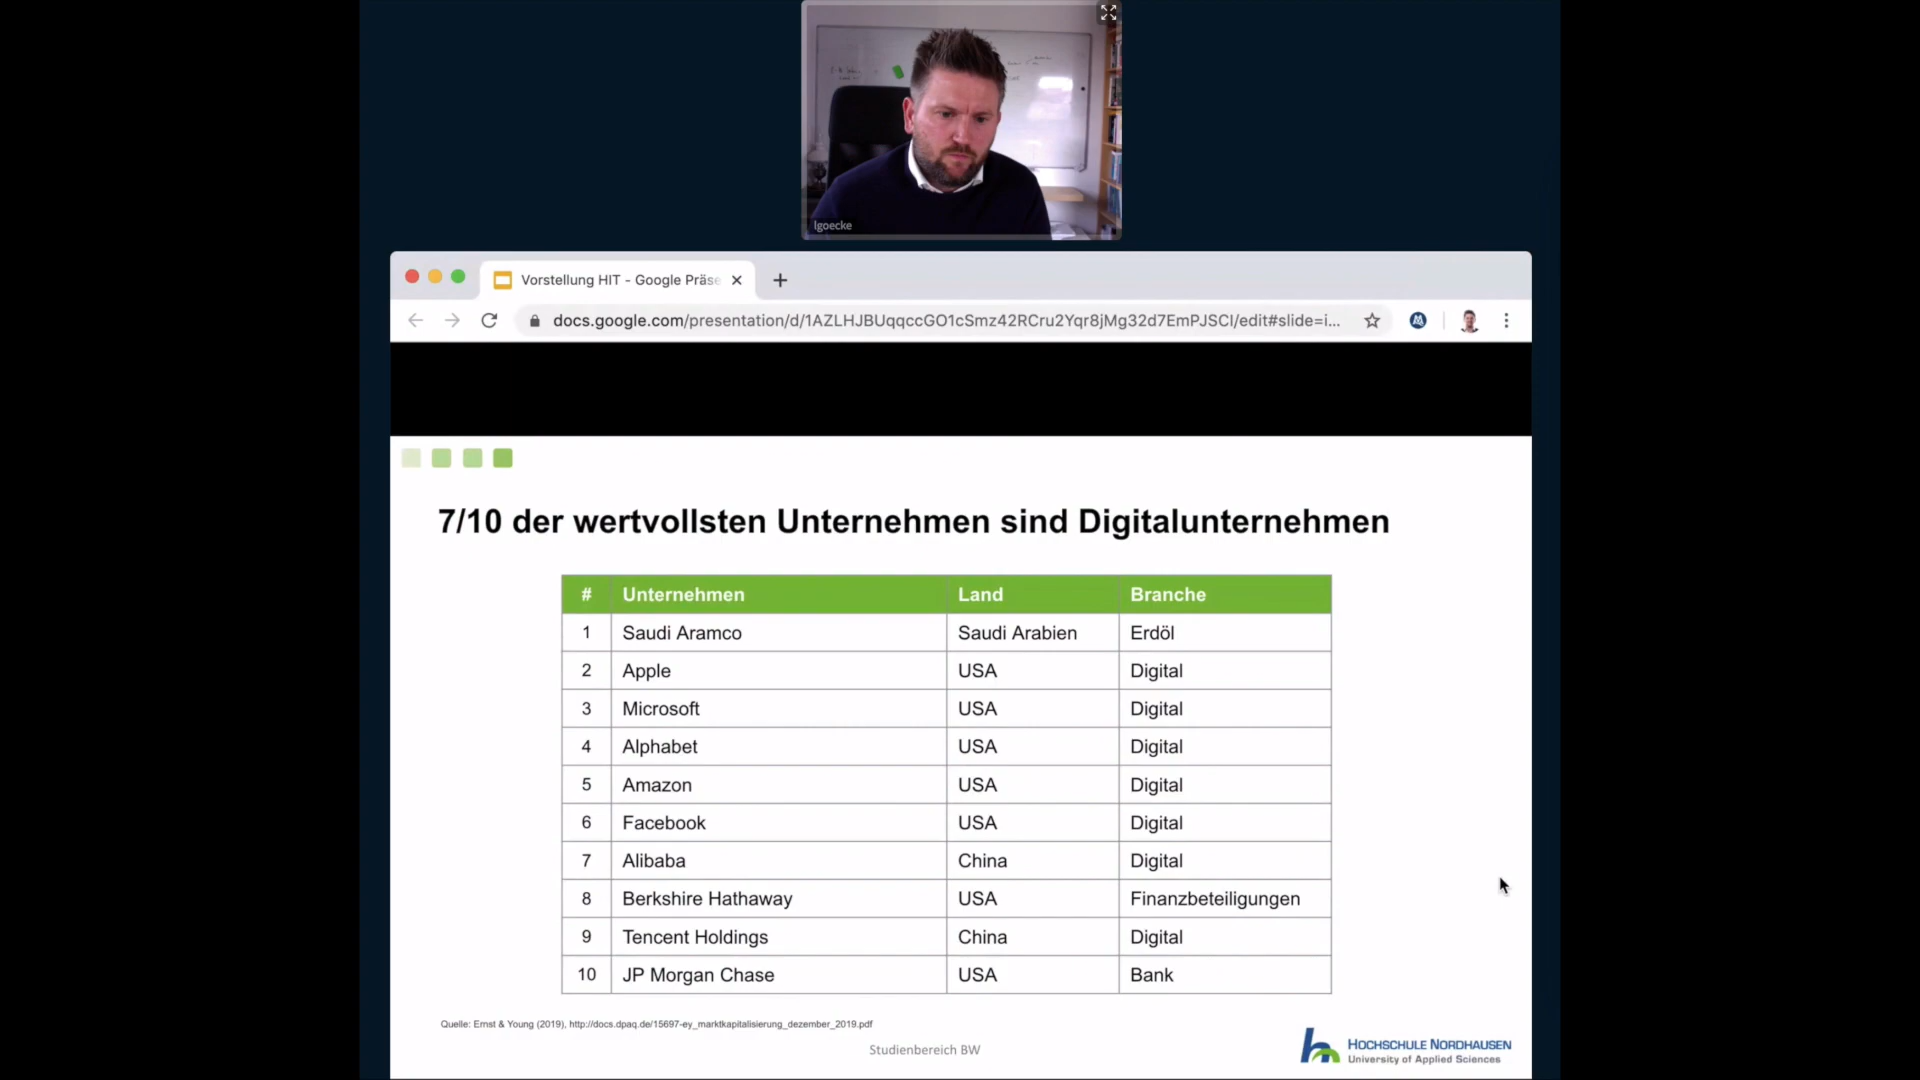 lgoecke
Vorstellung HIT - Google Präse
docs.google.com/presentation/d/1AZLHJBUqqccGO1cSmz42RCru2Yqr8jMg32d7EmPJSCI/edit#slide=i...
7/10 der wertvollsten Unternehmen sind Digitalunternehmen
# Unternehmen Land Branche
1 Saudi Aramco Saudi Arabien Erdöl
2 Apple USA Digital
3 Microsoft USA Digital
4 Alphabet USA Digital
5 Amazon USA Digital
6 Facebook USA Digital
7 Alibaba China Digital
8 Berkshire Hathaway USA Finanzbeteiligungen
9 Tencent Holdings China Digital
10 JP Morgan Chase USA Bank
Quelle: Ernst & Young (2019), http://docs.dpaq.de/15697-ey_marktkapitalisierung_dezember_2019.pdf
Studienbereich BW
HOCHSCHULE NORDHAUSEN
University of Applied Sciences